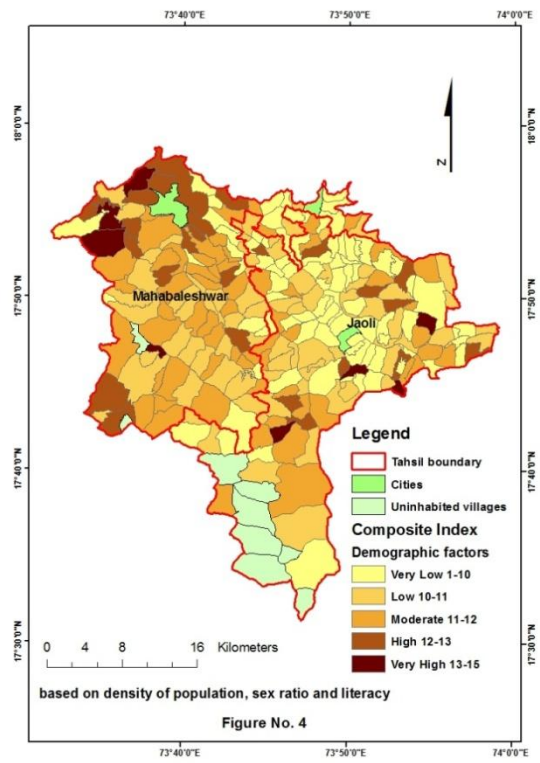 73°40'0"E 73°50'0"E 74°0'0"E
18°0'0"N 18°0'0"N
N
Mahabaleshwar
17°50'0"N 17°50'0"N
Jaoli
Legend
Tahsil boundary
Cities
Uninhabited villages
17°40'0"N 17°40'0"N
Composite Index
Demographic factors
Very Low 1-10
Low 10-11
Moderate 11-12
High 12-13
Very High 13-15
17°30'0"N 17°30'0"N
0 4 8 16 Kilometers
based on density of population, sex ratio and literacy
Figure No. 4
73°40'0"E 73°50'0"E 74°0'0"E